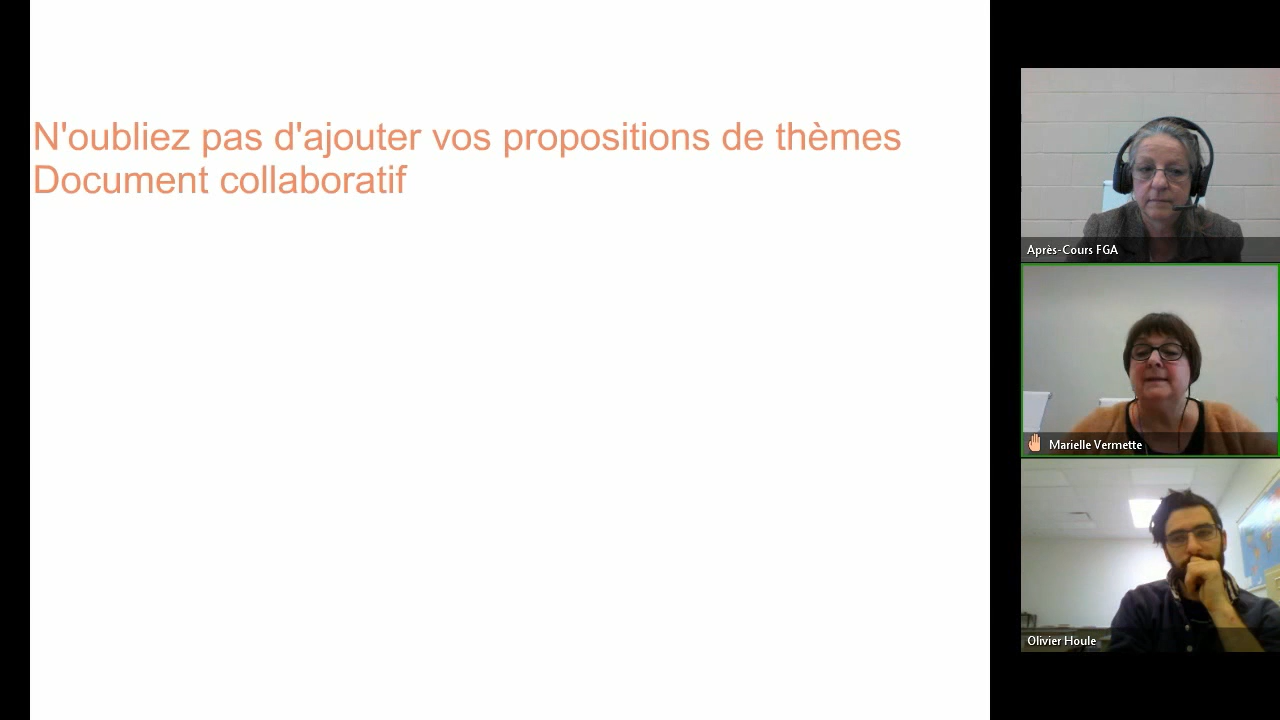 N'oubliez pas d'ajouter vos propositions de thèmes
Document collaboratif
Après-Cours FGA
Marielle Vermette
Olivier Houle